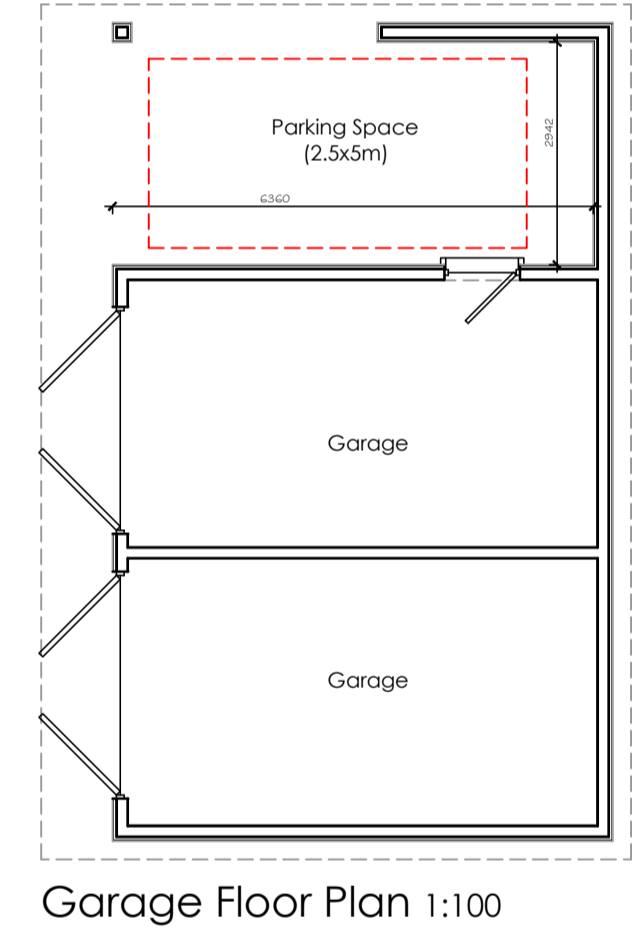 Parking Space
(2.5x5m)
2942
6360
Garage
Garage
Garage Floor Plan 1:100